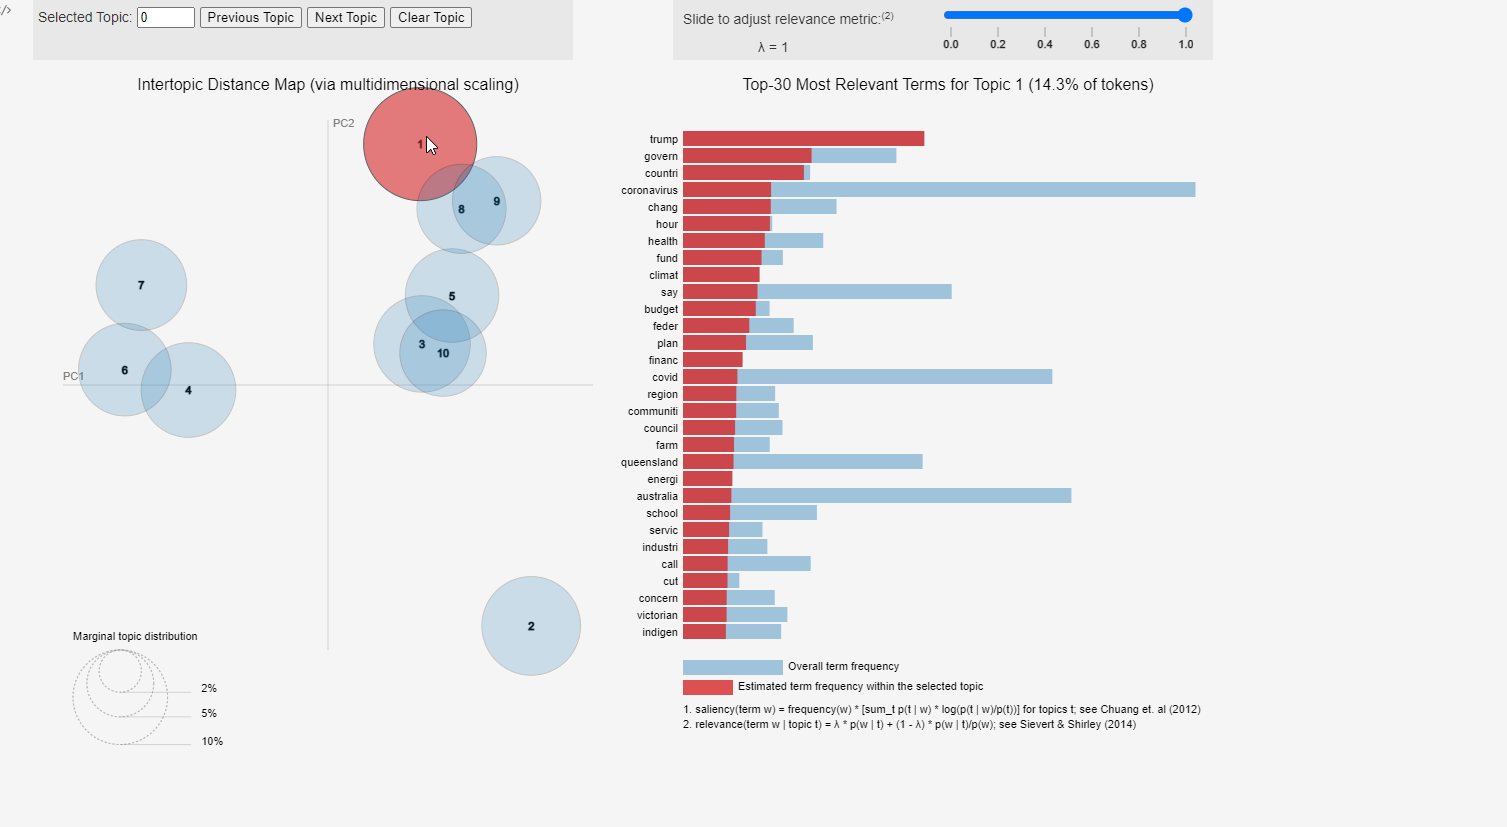 />
Selected Topic: 0 Previous Topic Next Topic Clear Topic
Slide to adjust relevance metric:(2)
λ = 1
0.0 0.2 0.4 0.6 0.8 1.0
Intertopic Distance Map (via multidimensional scaling)
PC2
PC1
1
8
9
7
5
3
10
6
4
2
Marginal topic distribution
2%
5%
10%
Top-30 Most Relevant Terms for Topic 1 (14.3% of tokens)
trump
govern
countri
coronavirus
chang
hour
health
fund
climat
say
budget
feder
plan
financ
covid
region
communiti
council
farm
queensland
energi
australia
school
servic
industri
call
cut
concern
victorian
indigen
Overall term frequency
Estimated term frequency within the selected topic
1. saliency(term w) = frequency(w) * [sum_t p(t | w) * log(p(t | w)/p(t))] for topics t; see Chuang et. al (2012)
2. relevance(term w | topic t) = λ * p(w | t) + (1 - λ) * p(w | t)/p(w); see Sievert & Shirley (2014)